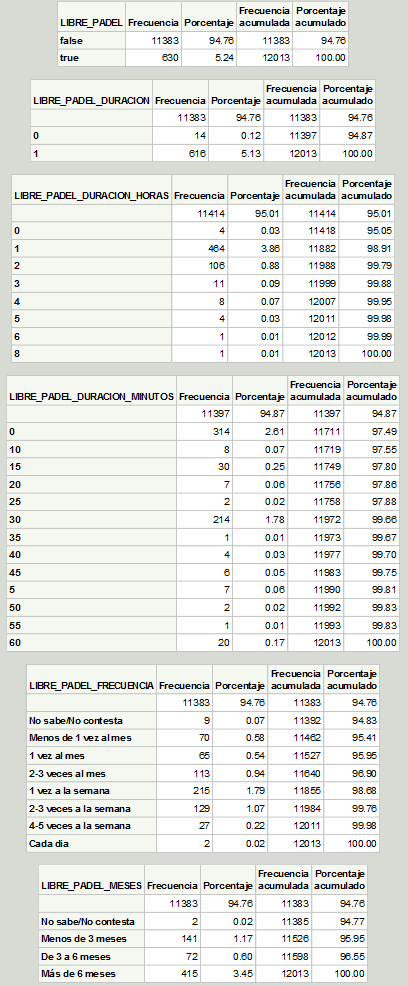 LIBRE_PADEL Frecuencia Porcentaje Frecuencia acumulada Porcentaje acumulado
false 11383 94.76 11383 94.76
true 630 5.24 12013 100.00
LIBRE_PADEL_DURACION Frecuencia Porcentaje Frecuencia acumulada Porcentaje acumulado
11383 94.76 11383 94.76
0 14 0.12 11397 94.87
1 616 5.13 12013 100.00
LIBRE_PADEL_DURACION_HORAS Frecuencia Porcentaje Frecuencia acumulada Porcentaje acumulado
11414 95.01 11414 95.01
0 4 0.03 11418 95.05
1 464 3.86 11882 98.91
2 106 0.88 11988 99.79
3 11 0.09 11999 99.88
4 8 0.07 12007 99.95
5 4 0.03 12011 99.98
6 1 0.01 12012 99.99
8 1 0.01 12013 100.00
LIBRE_PADEL_DURACION_MINUTOS Frecuencia Porcentaje Frecuencia acumulada Porcentaje acumulado
11397 94.87 11397 94.87
0 314 2.61 11711 97.49
10 8 0.07 11719 97.55
15 30 0.25 11749 97.80
20 7 0.06 11756 97.86
25 2 0.02 11758 97.88
30 214 1.78 11972 99.66
35 1 0.01 11973 99.67
40 4 0.03 11977 99.70
45 6 0.05 11983 99.75
5 7 0.06 11990 99.81
50 2 0.02 11992 99.83
55 1 0.01 11993 99.83
60 20 0.17 12013 100.00
LIBRE_PADEL_FRECUENCIA Frecuencia Porcentaje Frecuencia acumulada Porcentaje acumulado
11383 94.76 11383 94.76
No sabe/No contesta 9 0.07 11392 94.83
Menos de 1 vez al mes 70 0.58 11462 95.41
1 vez al mes 65 0.54 11527 95.95
2-3 veces al mes 113 0.94 11640 96.90
1 vez a la semana 215 1.79 11855 98.68
2-3 veces a la semana 129 1.07 11984 99.76
4-5 veces a la semana 27 0.22 12011 99.98
Cada dia 2 0.02 12013 100.00
LIBRE_PADEL_MESES Frecuencia Porcentaje Frecuencia acumulada Porcentaje acumulado
11383 94.76 11383 94.76
No sabe/No contesta 2 0.02 11385 94.77
Menos de 3 meses 141 1.17 11526 95.95
De 3 a 6 meses 72 0.60 11598 96.55
Más de 6 meses 415 3.45 12013 100.00